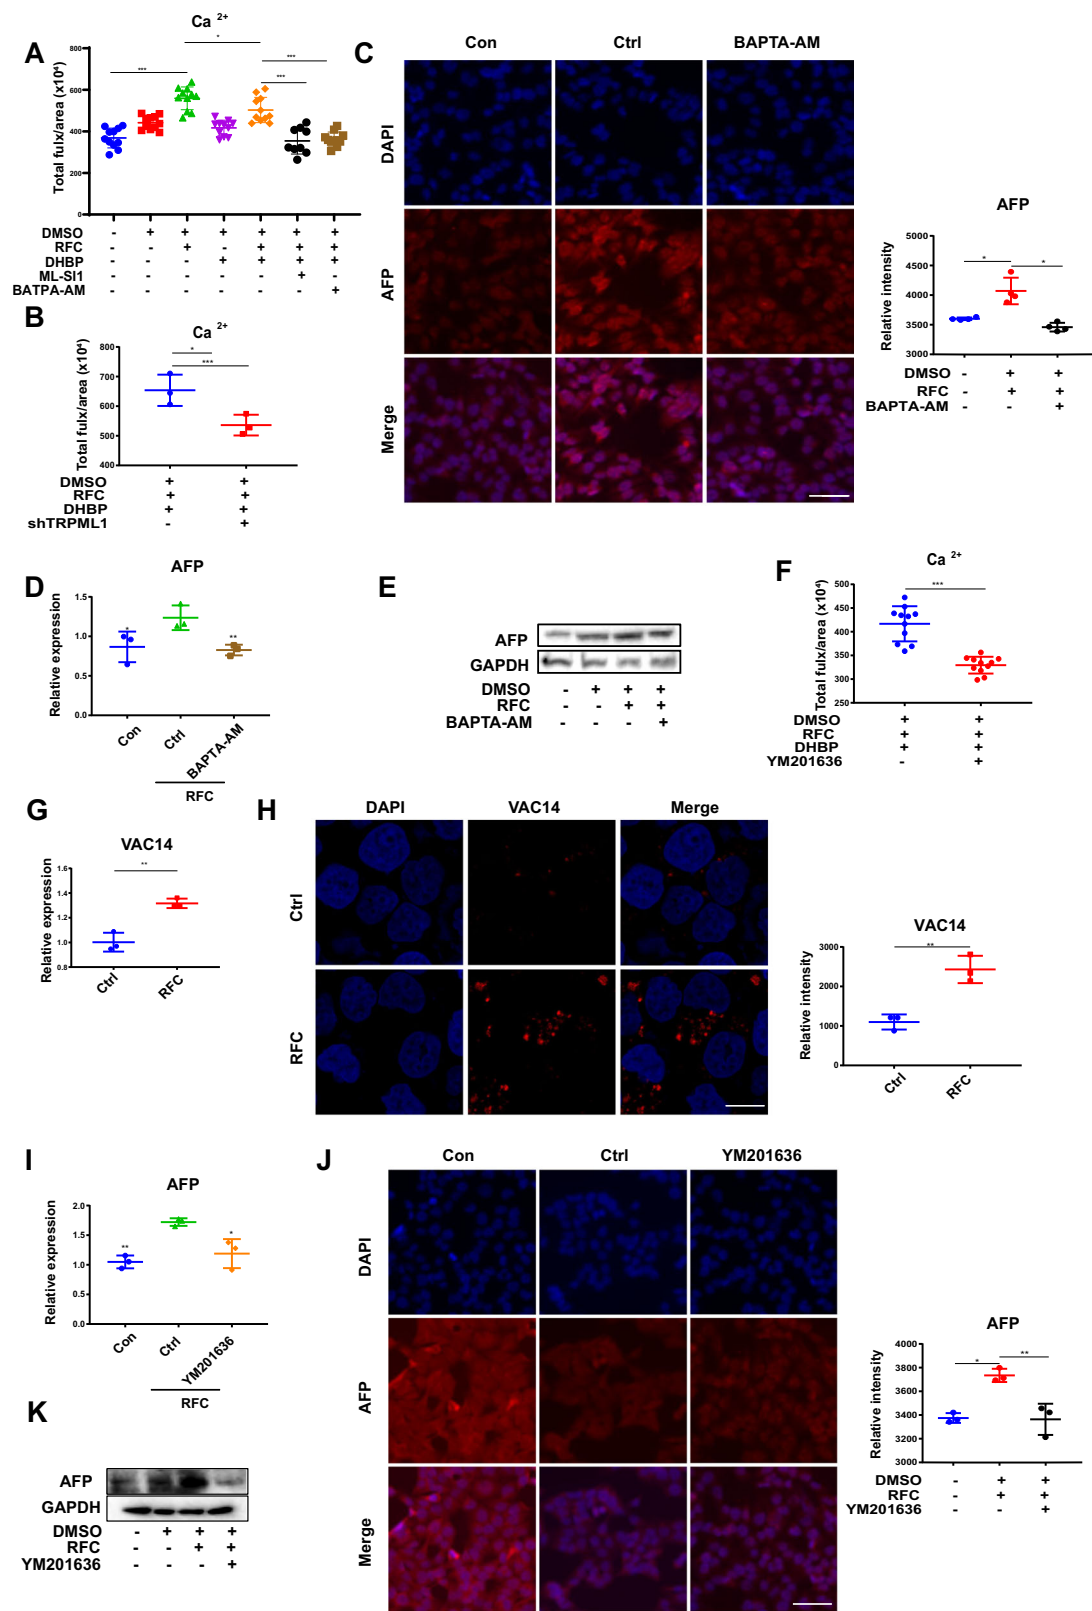 A
Ca 2+
Total fulx/area (x10⁴)
800
600
400
200
0
*
***
***
***
DMSO - + + + + + +
RFC - - + - + + +
DHBP - - - + + + +
ML-SI1 - - - - - + -
BATPA-AM - - - - - - +
B
Ca 2+
Total fulx/area (x10⁴)
800
700
600
500
400
*
***
DMSO + +
RFC + +
DHBP + +
shTRPML1 - +
C
Con Ctrl BAPTA-AM
DAPI
AFP
Merge
AFP
Relative intensity
5000
4500
4000
3500
3000
* *
DMSO - + +
RFC - + +
BAPTA-AM - - +
D
AFP
Relative expression
1.5
1.0
0.5
0.0
*
**
Con Ctrl BAPTA-AM
RFC
E
AFP
GAPDH
DMSO - + + +
RFC - - + +
BAPTA-AM - - - +
F
Ca 2+
Total fulx/area (x10⁴)
500
450
400
350
300
250
***
DMSO + +
RFC + +
DHBP + +
YM201636 - +
G
VAC14
Relative expression
1.6
1.4
1.2
1.0
0.8
**
Ctrl RFC
H
DAPI VAC14 Merge
Ctrl
RFC
VAC14
Relative intensity
3000
2000
1000
0
**
Ctrl RFC
I
AFP
Relative expression
2.0
1.5
1.0
0.5
0.0
**
*
Con Ctrl YM201636
RFC
J
Con Ctrl YM201636
DAPI
AFP
Merge
AFP
Relative intensity
4000
3800
3600
3400
3200
3000
* **
DMSO - + +
RFC - + +
YM201636 - - +
K
AFP
GAPDH
DMSO - + + +
RFC - - + +
YM201636 - - - +